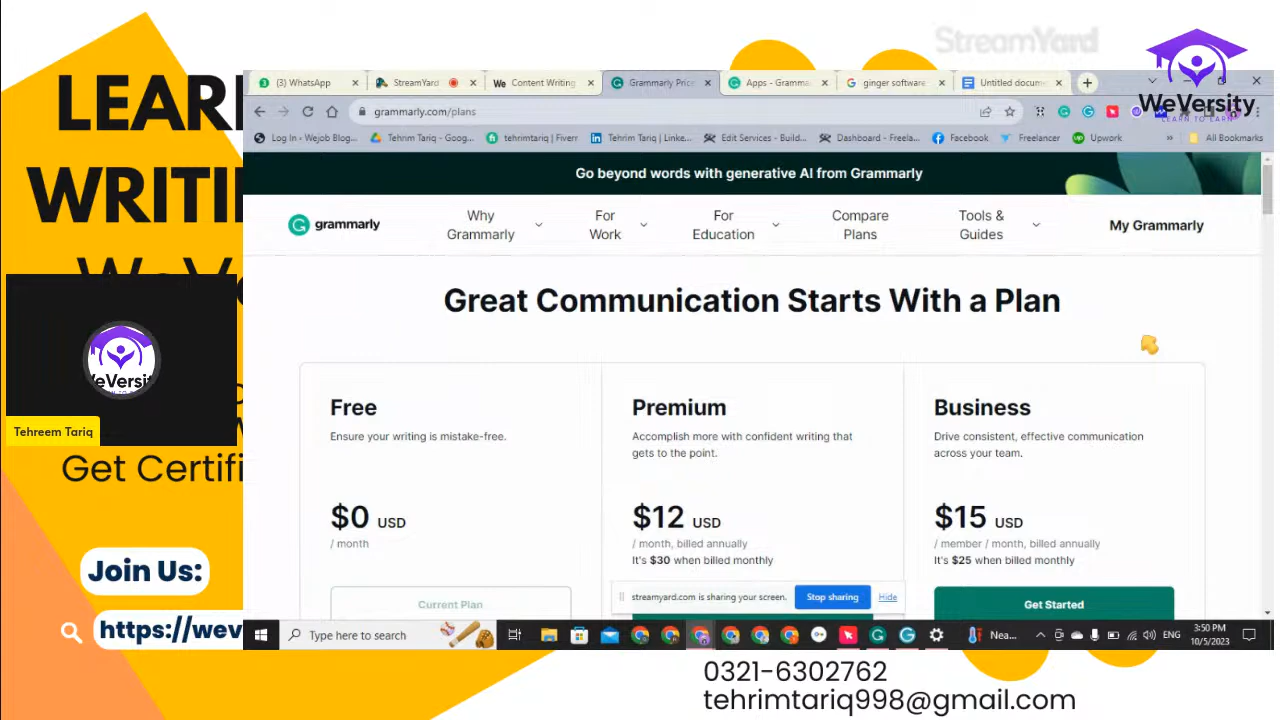 StreamYard
WeVersity
LEARN TO EARN
LEAR
WRITI
(3) WhatsApp
StreamYard
Content Writing
Grammarly Pric
Apps - Gramma
ginger software
Untitled docume
grammarly.com/plans
Log In - Wejob Blog...
Tehrim Tariq - Goog...
tehrimtariq | Fiverr
Tehrim Tariq | Linke...
Edit Services - Build...
Dashboard - Freela...
Facebook
Freelancer
Upwork
»
All Bookmarks
Go beyond words with generative AI from Grammarly
grammarly
Why Grammarly
For Work
For Education
Compare Plans
Tools & Guides
My Grammarly
Great Communication Starts With a Plan
Free
Ensure your writing is mistake-free.
$0 USD
/ month
Current Plan
Premium
Accomplish more with confident writing that
gets to the point.
$12 USD
/ month, billed annually
It's $30 when billed monthly
Business
Drive consistent, effective communication
across your team.
$15 USD
/ member / month, billed annually
It's $25 when billed monthly
Get Started
streamyard.com is sharing your screen.
Stop sharing
Hide
WeVersit
Tehreem Tariq
Get Certifi
Join Us:
https://wev
Type here to search
Nea...
ENG
3:50 PM
10/5/2023
0321-6302762
tehrimtariq998@gmail.com